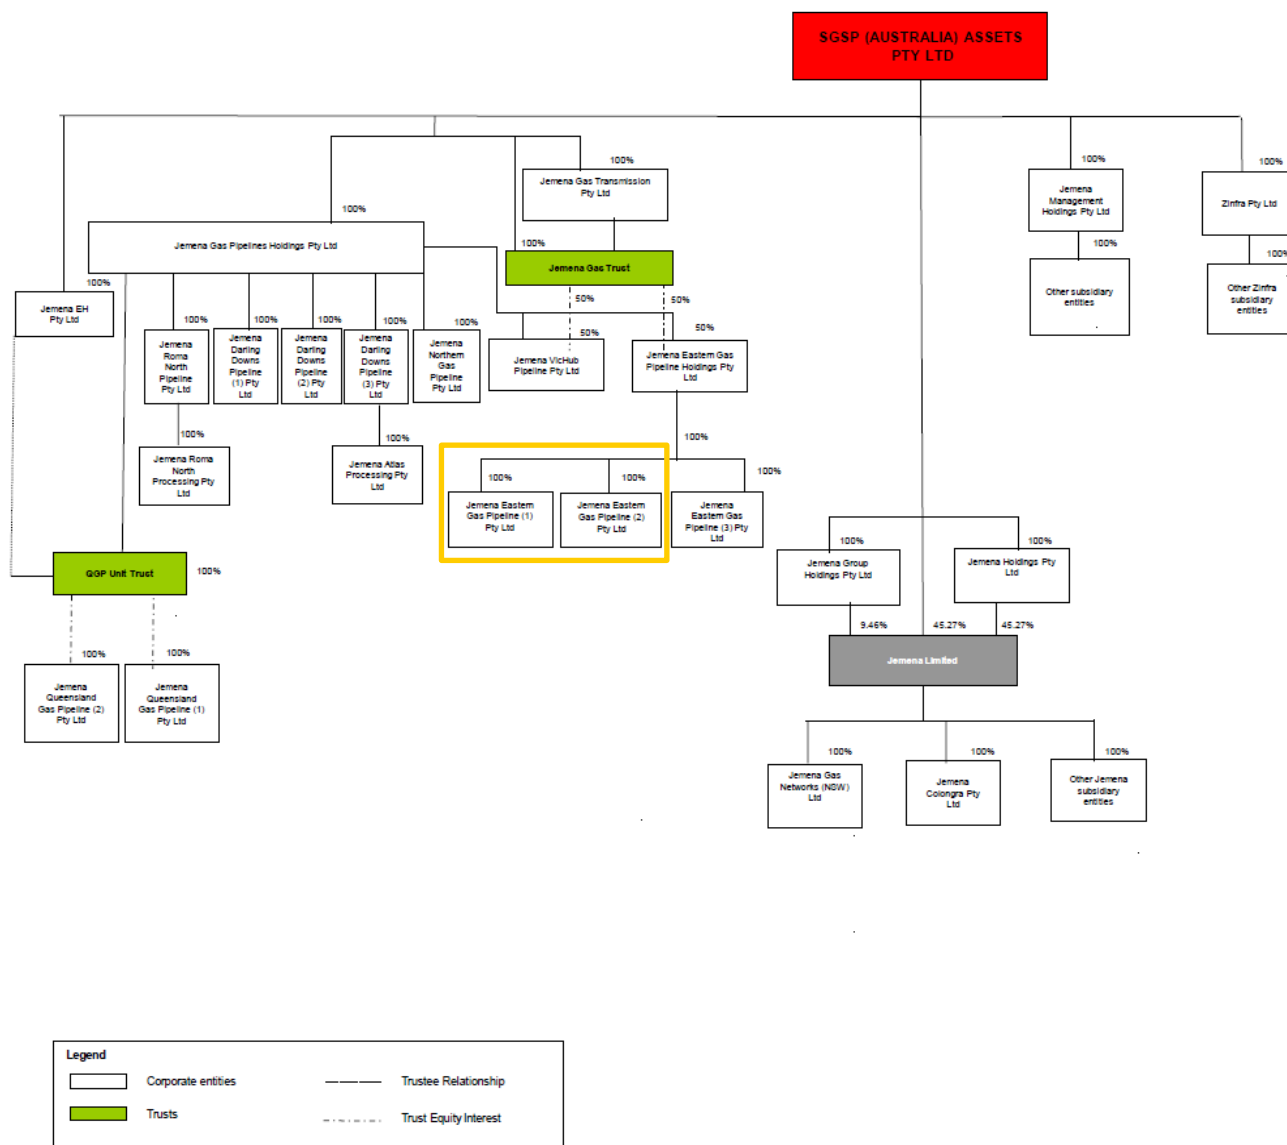 SGSP (AUSTRALIA) ASSETS
PTY LTD
100%
Jemena Gas Transmission
Pty Ltd
100%
Jemena
Management
Holdings Pty Ltd
100%
Zinfra Pty Ltd
100%
Jemena Gas Pipelines Holdings Pty Ltd
100%
Jemena Gas Trust
100%
Other subsidiary
entities
100%
Other Zinfra
subsidiary
entities
100%
Jemena EH
Pty Ltd
50%
50%
100%
Jemena
Roma
North
Pipeline
Pty Ltd
100%
Jemena
Darling
Downs
Pipeline
(1) Pty
Ltd
100%
Jemena
Darling
Downs
Pipeline
(2) Pty
Ltd
100%
Jemena
Darling
Downs
Pipeline
(3) Pty
Ltd
100%
Jemena
Northern
Gas
Pipeline
Pty Ltd
50%
Jemena VicHub
Pipeline Pty Ltd
50%
Jemena Eastern Gas
Pipeline Holdings Pty
Ltd
100%
Jemena Roma
North
Processing Pty
Ltd
100%
Jemena Atlas
Processing Pty
Ltd
100%
100%
Jemena Eastern
Gas Pipeline (1)
Pty Ltd
100%
Jemena Eastern
Gas Pipeline (2)
Pty Ltd
100%
Jemena
Eastern Gas
Pipeline (3) Pty
Ltd
100%
Jemena Group
Holdings Pty Ltd
100%
Jemena Holdings Pty
Ltd
QGP Unit Trust
100%
9.46%
45.27%
45.27%
Jemena Limited
100%
Jemena
Queensland
Gas Pipeline (2)
Pty Ltd
100%
Jemena
Queensland
Gas Pipeline (1)
Pty Ltd
100%
Jemena Gas
Networks (NSW)
Ltd
100%
Jemena
Colongra Pty
Ltd
100%
Other Jemena
subsidiary
entities
Legend
Corporate entities
Trustee Relationship
Trusts
Trust Equity Interest